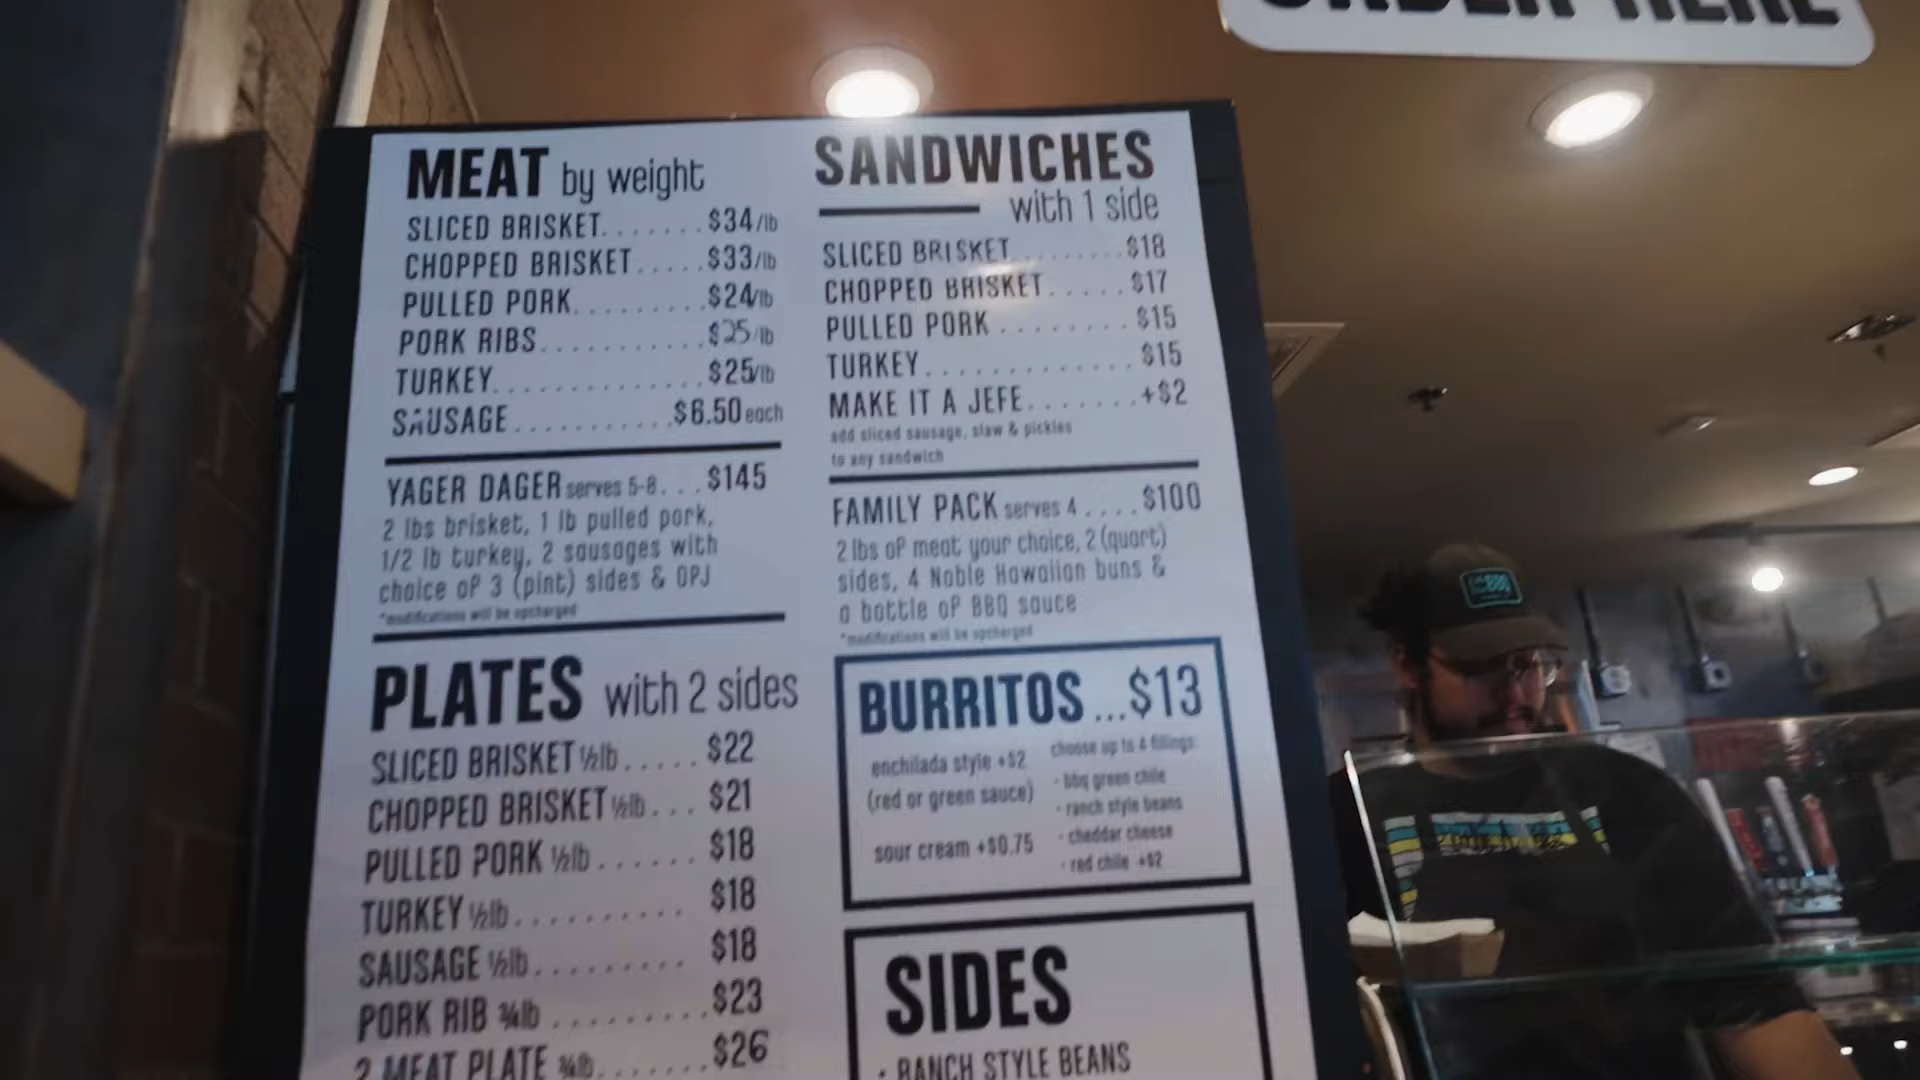 ORDER HERE
MEAT by weight
SLICED BRISKET.......$34/lb
CHOPPED BRISKET.....$33/lb
PULLED PORK.........$24/lb
PORK RIBS...........$25/lb
TURKEY.............$25/lb
SAUSAGE...........$6.50 each
YAGER DAGER serves 5-8...$145
2 lbs brisket, 1 lb pulled pork,
1/2 lb turkey, 2 sausages with
choice of 3 (pint) sides & OPJ
*modifications will be upcharged
PLATES with 2 sides
SLICED BRISKET ½lb.....$22
CHOPPED BRISKET ½lb...$21
PULLED PORK ½lb......$18
TURKEY ½lb..........$18
SAUSAGE ½lb.........$18
PORK RIB ¾lb.........$23
2 MEAT PLATE ¾lb.......$26
SANDWICHES
with 1 side
SLICED BRISKET.........$18
CHOPPED BRISKET......$17
PULLED PORK........$15
TURKEY.............$15
MAKE IT A JEFE.......+$2
add sliced sausage, slaw & pickles
to any sandwich
FAMILY PACK serves 4....$100
2 lbs of meat your choice, 2 (quart)
sides, 4 Noble Hawaiian buns &
a bottle of BBQ sauce
*modifications will be upcharged
BURRITOS...$13
enchilada style +$2
(red or green sauce)
sour cream +$0.75
choose up to 4 fillings:
- bbq green chile
- ranch style beans
- cheddar cheese
- red chile +$2
SIDES
• RANCH STYLE BEANS